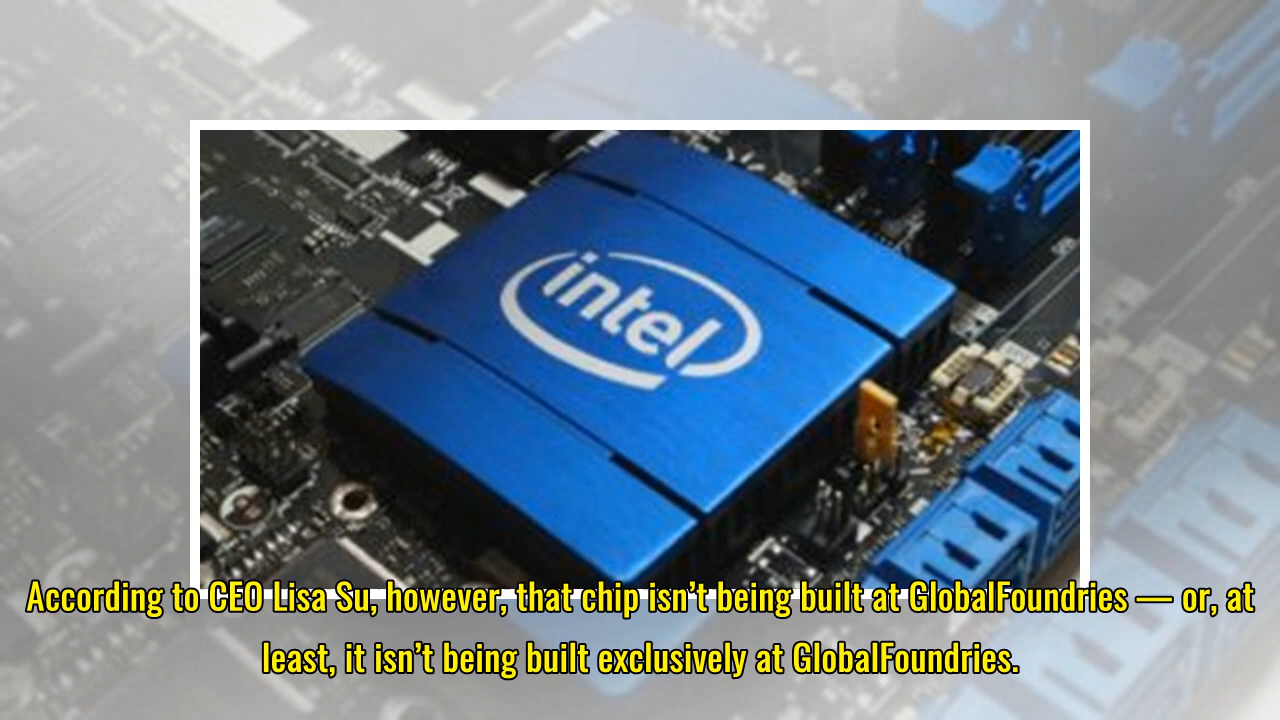 intel
According to CEO Lisa Su, however, that chip isn’t being built at GlobalFoundries — or, at
least, it isn’t being built exclusively at GlobalFoundries.